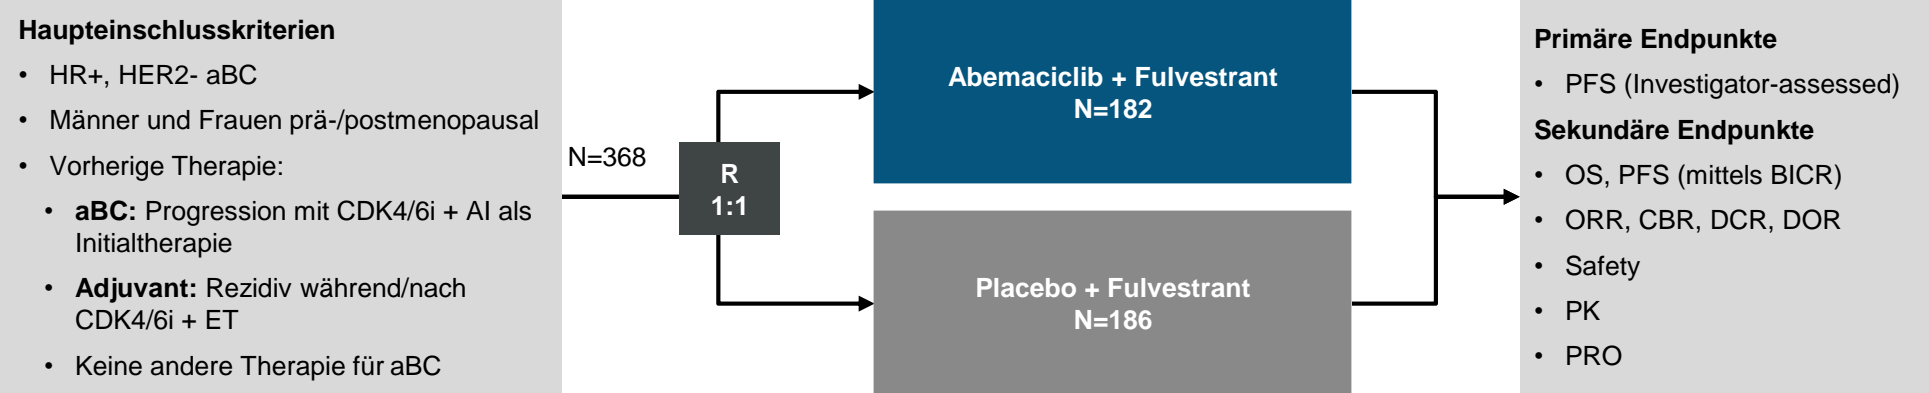 Haupteinschlusskriterien
• HR+, HER2- aBC
• Männer und Frauen prä-/postmenopausal
• Vorherige Therapie:
• aBC: Progression mit CDK4/6i + AI als
Initialtherapie
• Adjuvant: Rezidiv während/nach
CDK4/6i + ET
• Keine andere Therapie für aBC
N=368
R
1:1
Abemaciclib + Fulvestrant
N=182
Placebo + Fulvestrant
N=186
Primäre Endpunkte
• PFS (Investigator-assessed)
Sekundäre Endpunkte
• OS, PFS (mittels BICR)
• ORR, CBR, DCR, DOR
• Safety
• PK
• PRO